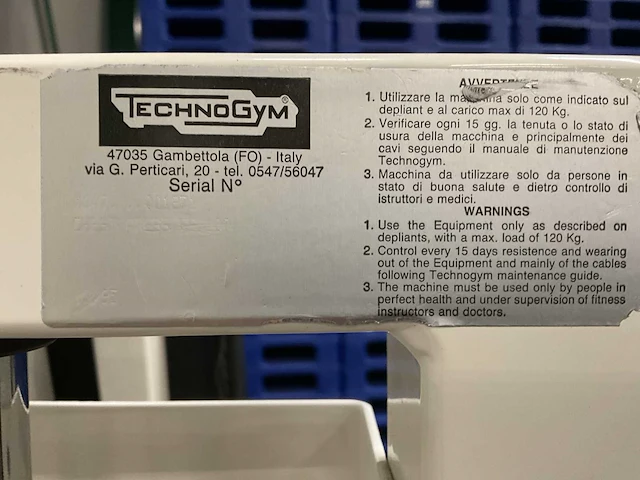 TECHNOGYM®
47035 Gambettola (FO) - Italy
via G. Perticari, 20 - tel. 0547/56047
Serial N°
AVVERTENZE
1. Utilizzare la macchina solo come indicato sul
depliant e al carico max di 120 Kg.
2. Verificare ogni 15 gg. la tenuta o lo stato di
usura della macchina e principalmente dei
cavi seguendo il manuale di manutenzione
Technogym.
3. Macchina da utilizzare solo da persone in
stato di buona salute e dietro controllo di
istruttori e medici.
WARNINGS
1. Use the Equipment only as described on
depliants, with a max. load of 120 Kg.
2. Control every 15 days resistence and wearing
out of the Equipment and mainly of the cables
following Technogym maintenance guide.
3. The machine must be used only by people in
perfect health and under supervision of fitness
instructors and doctors.